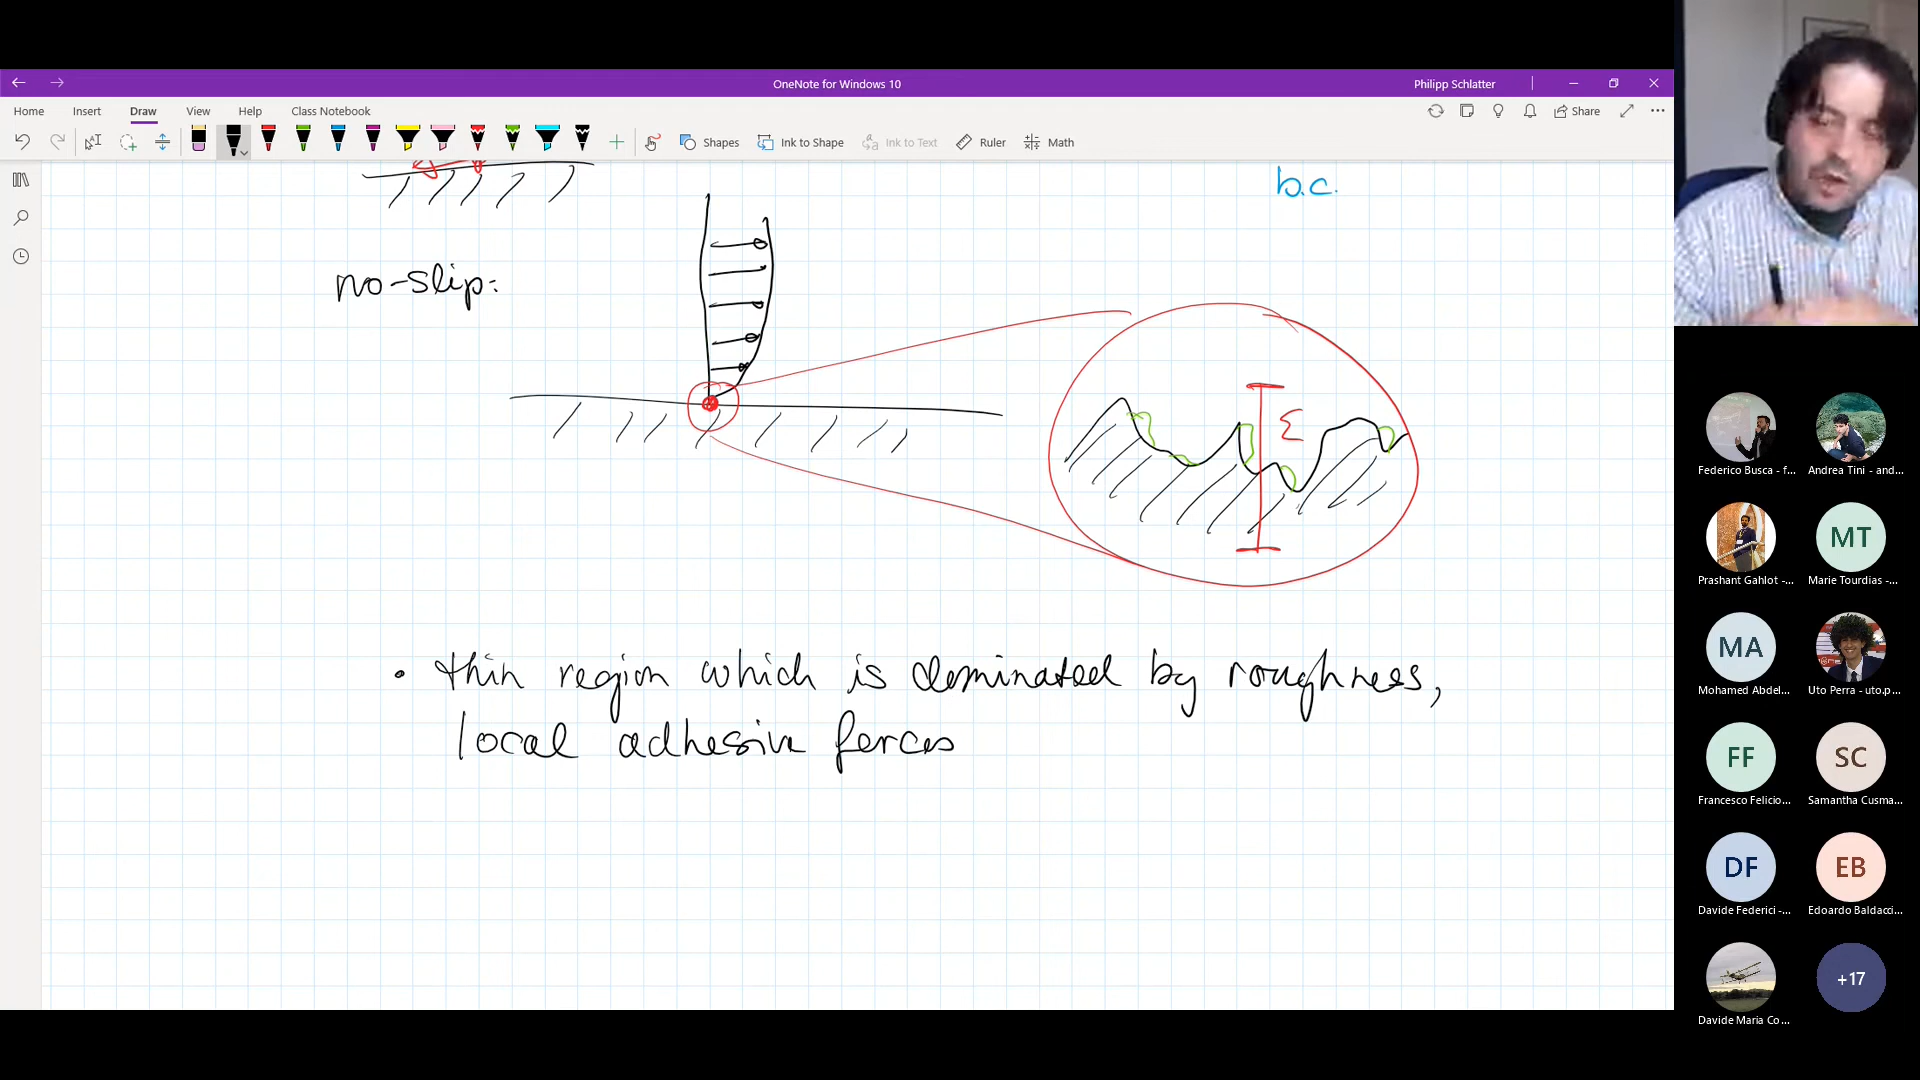 OneNote for Windows 10
Philipp Schlatter
Home Insert Draw View Help Class Notebook
Share
Shapes Ink to Shape Ink to Text Ruler Math
b.c.
no-slip:
ε
• thin region which is dominated by roughness,
local adhesive forces
Federico Busca - f... Andrea Tini - and...
MT
Prashant Gahlot -... Marie Tourdias -...
MA
Mohamed Abdel... Uto Perra - uto.p...
FF SC
Francesco Felicio... Samantha Cusma...
DF EB
Davide Federici -... Edoardo Baldacci...
+17
Davide Maria Co...